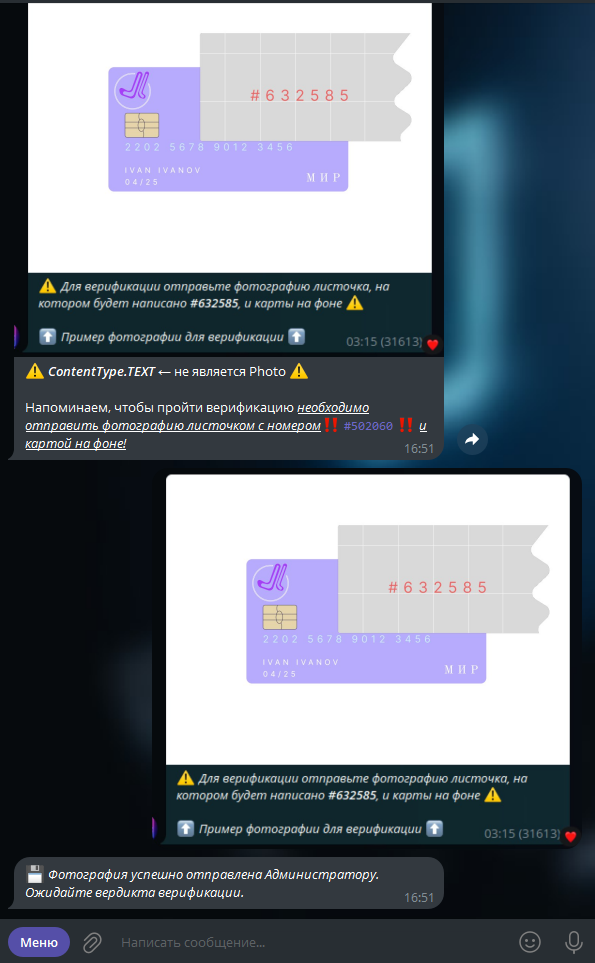 #632585
2202 5678 9012 3456
IVAN IVANOV
04/25
МИР
⚠️ Для верификации отправьте фотографию листочка, на
котором будет написано #632585, и карты на фоне ⚠️
⬆️ Пример фотографии для верификации ⬆️
03:15 (31613)
⚠️ ContentType.TEXT ← не является Photo ⚠️
Напоминаем, чтобы пройти верификацию необходимо
отправить фотографию листочком с номером‼️ #502060 ‼️ и
картой на фоне!
16:51
#632585
2202 5678 9012 3456
IVAN IVANOV
04/25
МИР
⚠️ Для верификации отправьте фотографию листочка, на
котором будет написано #632585, и карты на фоне ⚠️
⬆️ Пример фотографии для верификации ⬆️
03:15 (31613)
💾 Фотография успешно отправлена Администратору.
Ожидайте вердикта верификации.
16:51
Меню
Написать сообщение...